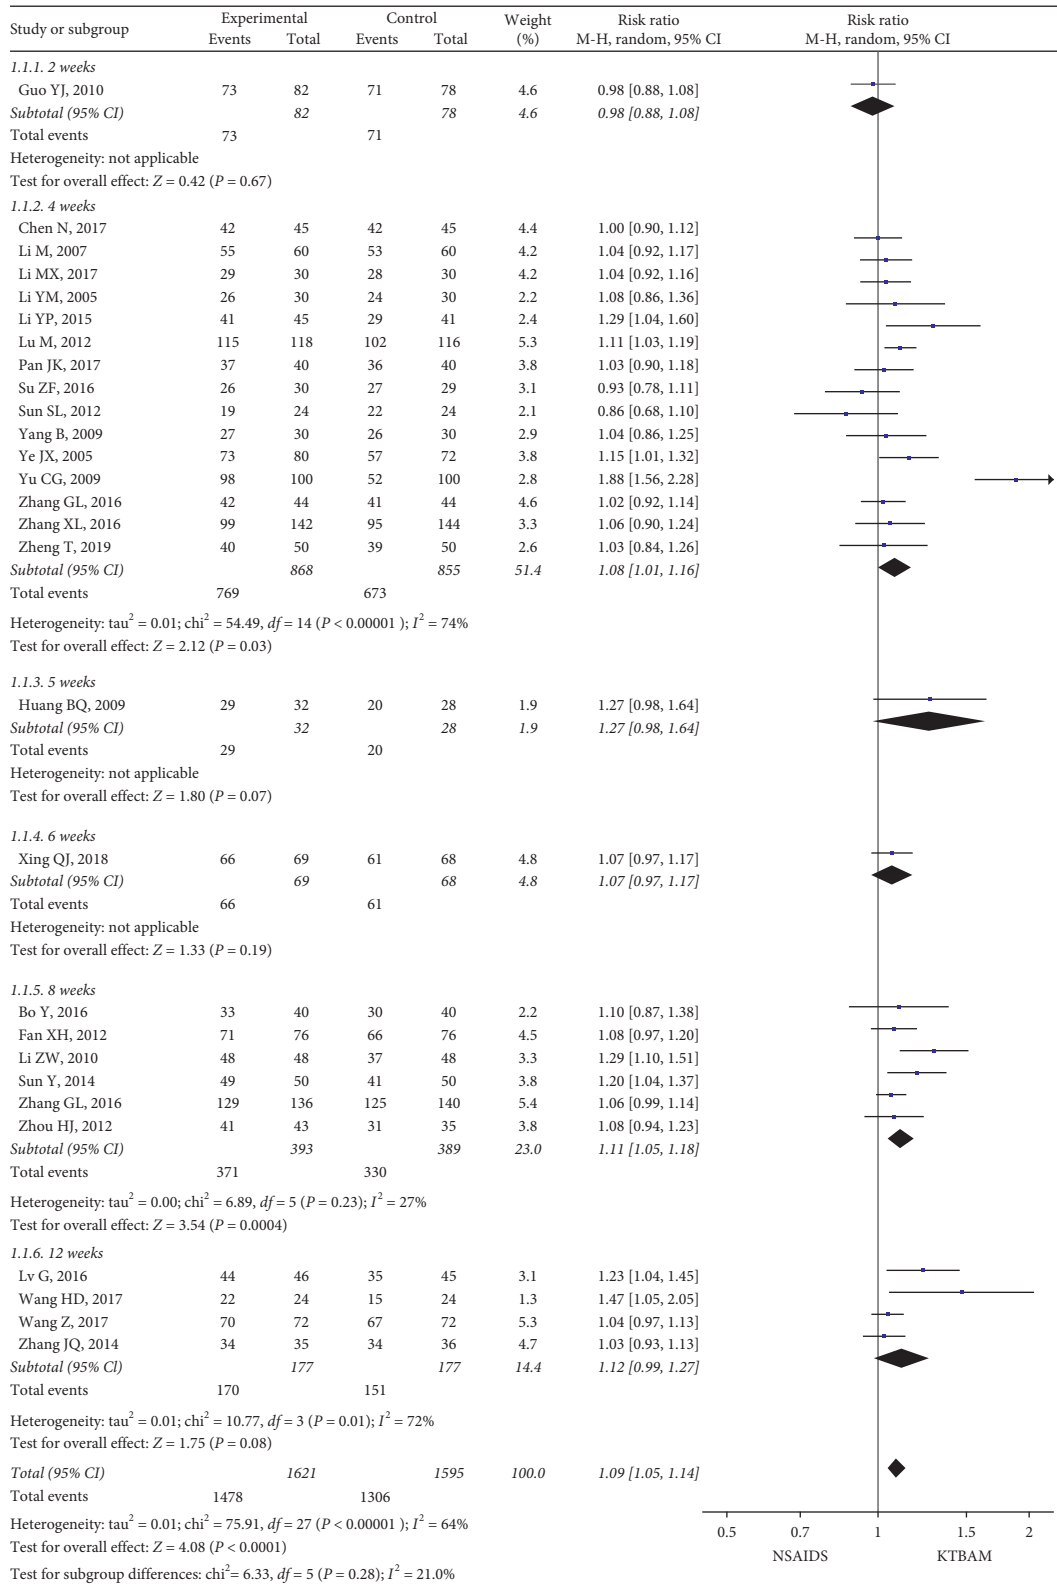 Study or subgroup Experimental Control Weight Risk ratio Risk ratio
Events Total Events Total (%) M-H, random, 95% CI M-H, random, 95% CI
1.1.1. 2 weeks
Guo YJ, 2010 73 82 71 78 4.6 0.98 [0.88, 1.08]
Subtotal (95% CI) 82 78 4.6 0.98 [0.88, 1.08]
Total events 73 71
Heterogeneity: not applicable
Test for overall effect: Z = 0.42 (P = 0.67)
1.1.2. 4 weeks
Chen N, 2017 42 45 42 45 4.4 1.00 [0.90, 1.12]
Li M, 2007 55 60 53 60 4.2 1.04 [0.92, 1.17]
Li MX, 2017 29 30 28 30 4.2 1.04 [0.92, 1.16]
Li YM, 2005 26 30 24 30 2.2 1.08 [0.86, 1.36]
Li YP, 2015 41 45 29 41 2.4 1.29 [1.04, 1.60]
Lu M, 2012 115 118 102 116 5.3 1.11 [1.03, 1.19]
Pan JK, 2017 37 40 36 40 3.8 1.03 [0.90, 1.18]
Su ZF, 2016 26 30 27 29 3.1 0.93 [0.78, 1.11]
Sun SL, 2012 19 24 22 24 2.1 0.86 [0.68, 1.10]
Yang B, 2009 27 30 26 30 2.9 1.04 [0.86, 1.25]
Ye JX, 2005 73 80 57 72 3.8 1.15 [1.01, 1.32]
Yu CG, 2009 98 100 52 100 2.8 1.88 [1.56, 2.28]
Zhang GL, 2016 42 44 41 44 4.6 1.02 [0.92, 1.14]
Zhang XL, 2016 99 142 95 144 3.3 1.06 [0.90, 1.24]
Zheng T, 2019 40 50 39 50 2.6 1.03 [0.84, 1.26]
Subtotal (95% CI) 868 855 51.4 1.08 [1.01, 1.16]
Total events 769 673
Heterogeneity: tau² = 0.01; chi² = 54.49, df = 14 (P < 0.00001 ); I² = 74%
Test for overall effect: Z = 2.12 (P = 0.03)
1.1.3. 5 weeks
Huang BQ, 2009 29 32 20 28 1.9 1.27 [0.98, 1.64]
Subtotal (95% CI) 32 28 1.9 1.27 [0.98, 1.64]
Total events 29 20
Heterogeneity: not applicable
Test for overall effect: Z = 1.80 (P = 0.07)
1.1.4. 6 weeks
Xing QJ, 2018 66 69 61 68 4.8 1.07 [0.97, 1.17]
Subtotal (95% CI) 69 68 4.8 1.07 [0.97, 1.17]
Total events 66 61
Heterogeneity: not applicable
Test for overall effect: Z = 1.33 (P = 0.19)
1.1.5. 8 weeks
Bo Y, 2016 33 40 30 40 2.2 1.10 [0.87, 1.38]
Fan XH, 2012 71 76 66 76 4.5 1.08 [0.97, 1.20]
Li ZW, 2010 48 48 37 48 3.3 1.29 [1.10, 1.51]
Sun Y, 2014 49 50 41 50 3.8 1.20 [1.04, 1.37]
Zhang GL, 2016 129 136 125 140 5.4 1.06 [0.99, 1.14]
Zhou HJ, 2012 41 43 31 35 3.8 1.08 [0.94, 1.23]
Subtotal (95% CI) 393 389 23.0 1.11 [1.05, 1.18]
Total events 371 330
Heterogeneity: tau² = 0.00; chi² = 6.89, df = 5 (P = 0.23); I² = 27%
Test for overall effect: Z = 3.54 (P = 0.0004)
1.1.6. 12 weeks
Lv G, 2016 44 46 35 45 3.1 1.23 [1.04, 1.45]
Wang HD, 2017 22 24 15 24 1.3 1.47 [1.05, 2.05]
Wang Z, 2017 70 72 67 72 5.3 1.04 [0.97, 1.13]
Zhang JQ, 2014 34 35 34 36 4.7 1.03 [0.93, 1.13]
Subtotal (95% Cl) 177 177 14.4 1.12 [0.99, 1.27]
Total events 170 151
Heterogeneity: tau² = 0.01; chi² = 10.77, df = 3 (P = 0.01); I² = 72%
Test for overall effect: Z = 1.75 (P = 0.08)
Total (95% CI) 1621 1595 100.0 1.09 [1.05, 1.14]
Total events 1478 1306
Heterogeneity: tau² = 0.01; chi² = 75.91, df = 27 (P < 0.00001 ); I² = 64%
Test for overall effect: Z = 4.08 (P < 0.0001)
Test for subgroup differences: chi²= 6.33, df = 5 (P = 0.28); I² = 21.0%
0.5 0.7 1 1.5 2
NSAIDS KTBAM